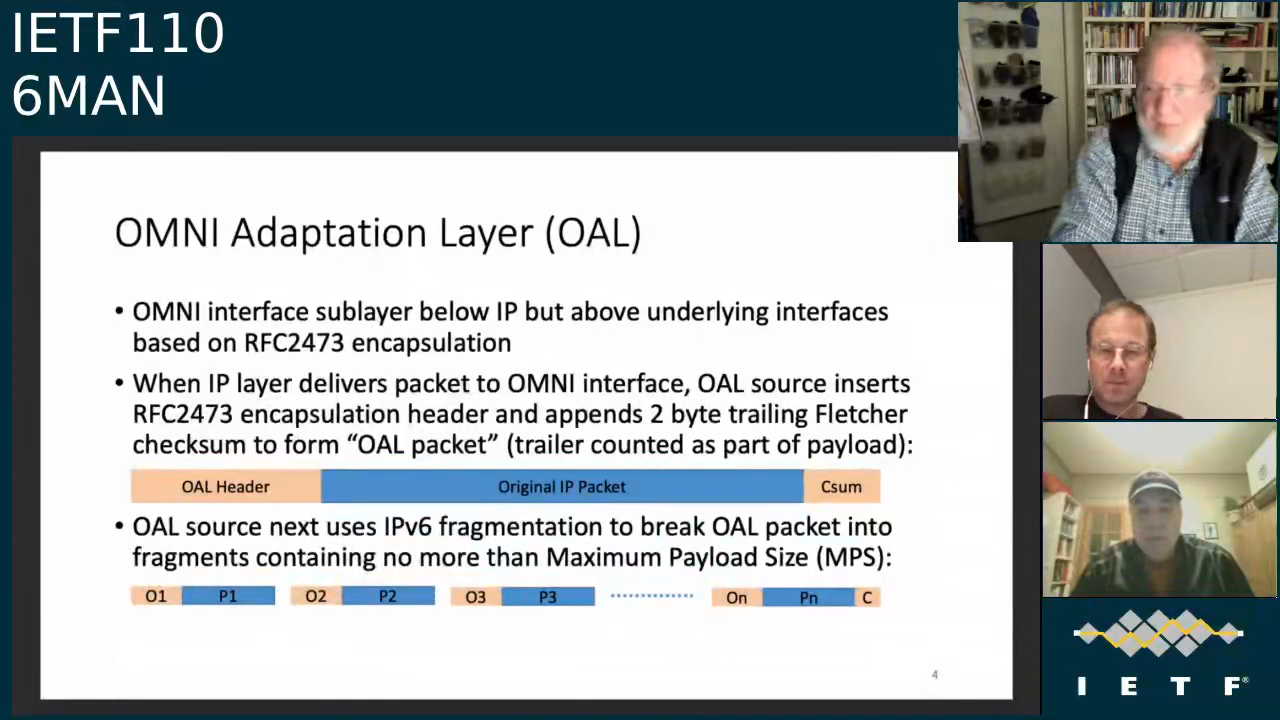 IETF110
6MAN
OMNI Adaptation Layer (OAL)
• OMNI interface sublayer below IP but above underlying interfaces
based on RFC2473 encapsulation
• When IP layer delivers packet to OMNI interface, OAL source inserts
RFC2473 encapsulation header and appends 2 byte trailing Fletcher
checksum to form “OAL packet” (trailer counted as part of payload):
OAL Header Original IP Packet Csum
• OAL source next uses IPv6 fragmentation to break OAL packet into
fragments containing no more than Maximum Payload Size (MPS):
O1 P1 O2 P2 O3 P3 On Pn C
4
I E T F®